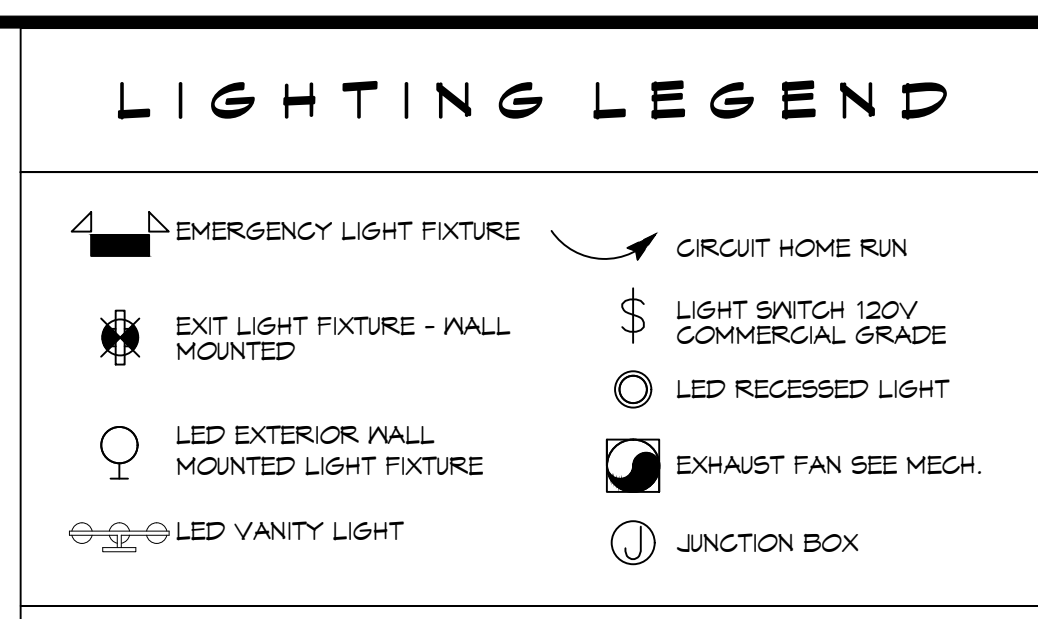 LIGHTING LEGEND
EMERGENCY LIGHT FIXTURE
EXIT LIGHT FIXTURE - WALL
MOUNTED
LED EXTERIOR WALL
MOUNTED LIGHT FIXTURE
LED VANITY LIGHT
CIRCUIT HOME RUN
$
LIGHT SWITCH 120V
COMMERCIAL GRADE
LED RECESSED LIGHT
EXHAUST FAN SEE MECH.
J
JUNCTION BOX